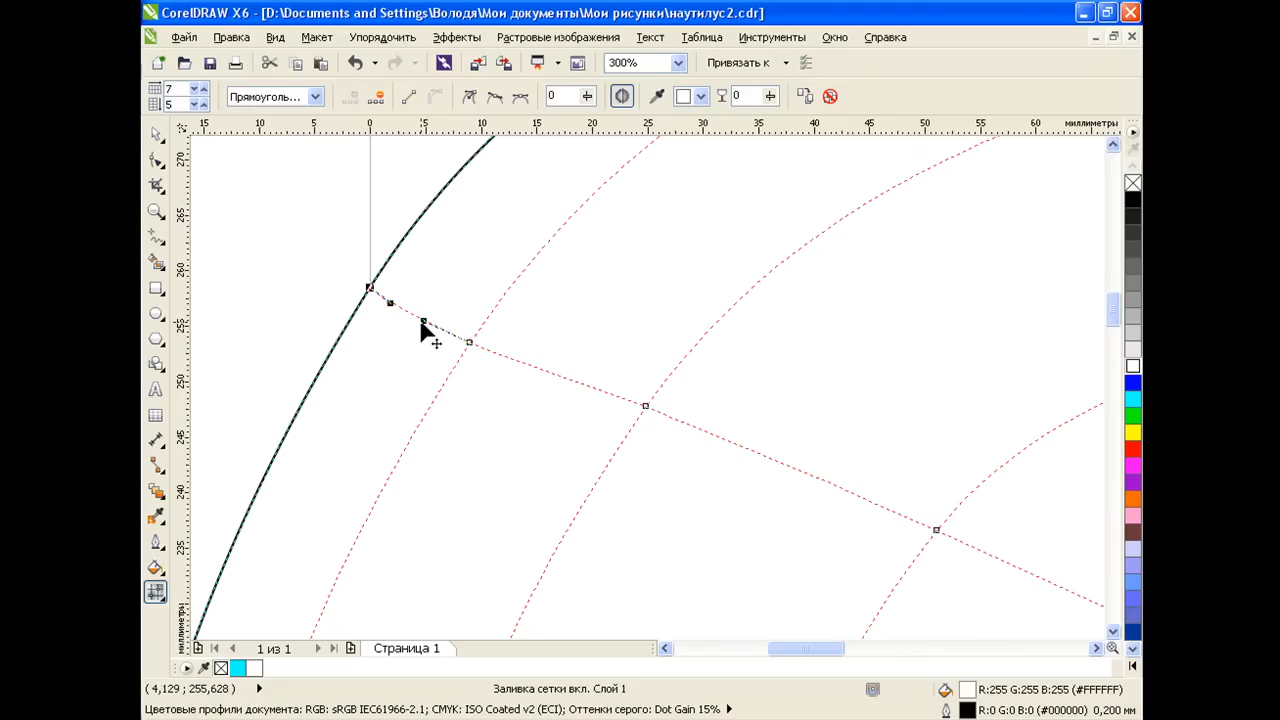 CorelDRAW X6 - [D:\Documents and Settings\Володя\Мои документы\Мои рисунки\наутилус2.cdr]
Файл Правка Вид Макет Упорядочить Эффекты Растровые изображения Текст Таблица Инструменты Окно Справка
300% Привязать к
7
5
Прямоуголь... 0 0
15 10 5 0 5 10 15 20 25 30 35 40 45 50 55 60 миллиметры
270
265
260
255
250
245
240
235
миллиметры
1 из 1 Страница 1
( 4,129 ; 255,628 ) Заливка сетки вкл. Слой 1 R:255 G:255 B:255 (#FFFFFF)
Цветовые профили документа: RGB: sRGB IEC61966-2.1; CMYK: ISO Coated v2 (ECI); Оттенки серого: Dot Gain 15% R:0 G:0 B:0 (#000000) 0,200 мм